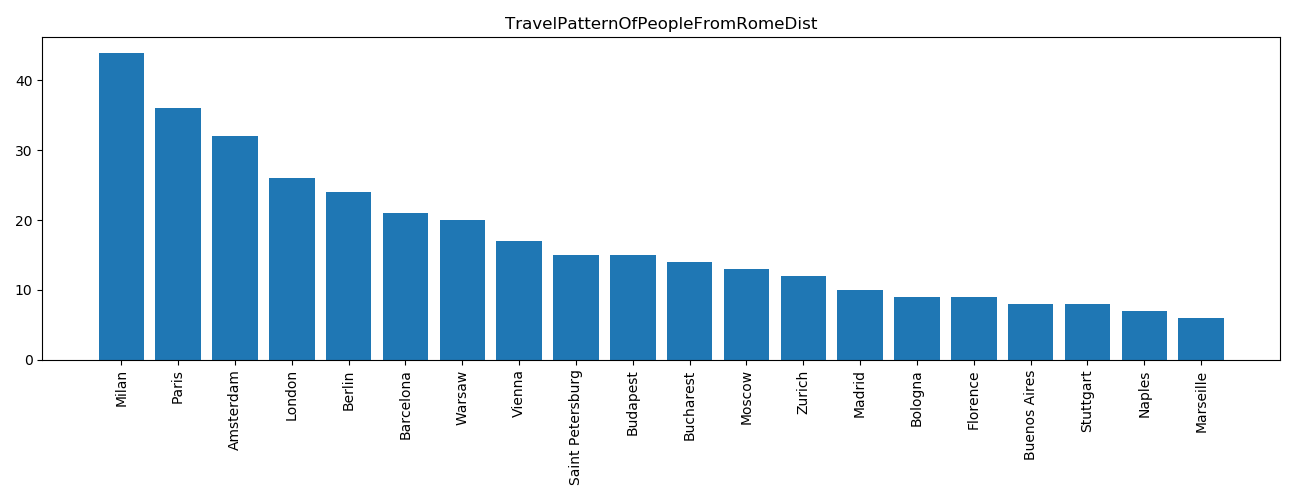 TravelPatternOfPeopleFromRomeDist
40
30
20
10
0
Milan
Paris
Amsterdam
London
Berlin
Barcelona
Warsaw
Vienna
Saint Petersburg
Budapest
Bucharest
Moscow
Zurich
Madrid
Bologna
Florence
Buenos Aires
Stuttgart
Naples
Marseille